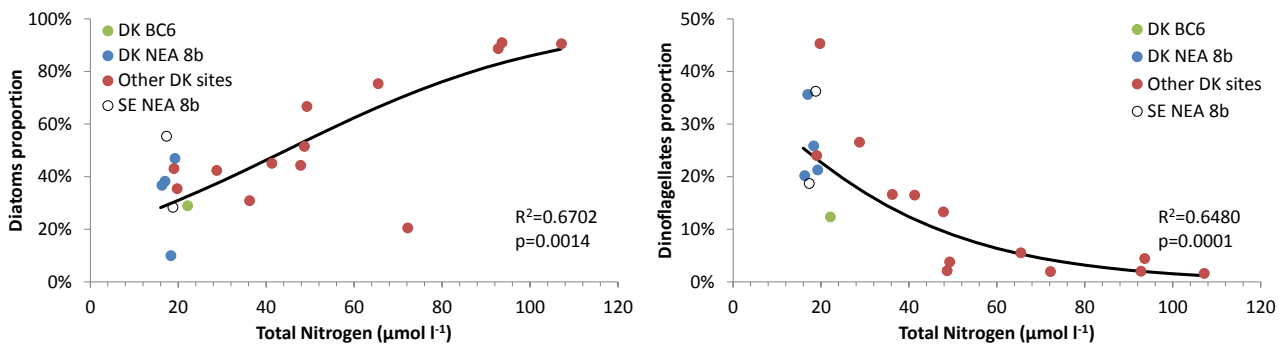 Diatoms proportion
100%
80%
60%
40%
20%
0%
DK BC6
DK NEA 8b
Other DK sites
SE NEA 8b
R²=0.6702
p=0.0014
0 20 40 60 80 100 120
Total Nitrogen (µmol l⁻¹)
Dinoflagellates proportion
50%
40%
30%
20%
10%
0%
DK BC6
DK NEA 8b
Other DK sites
SE NEA 8b
R²=0.6480
p=0.0001
0 20 40 60 80 100 120
Total Nitrogen (µmol l⁻¹)